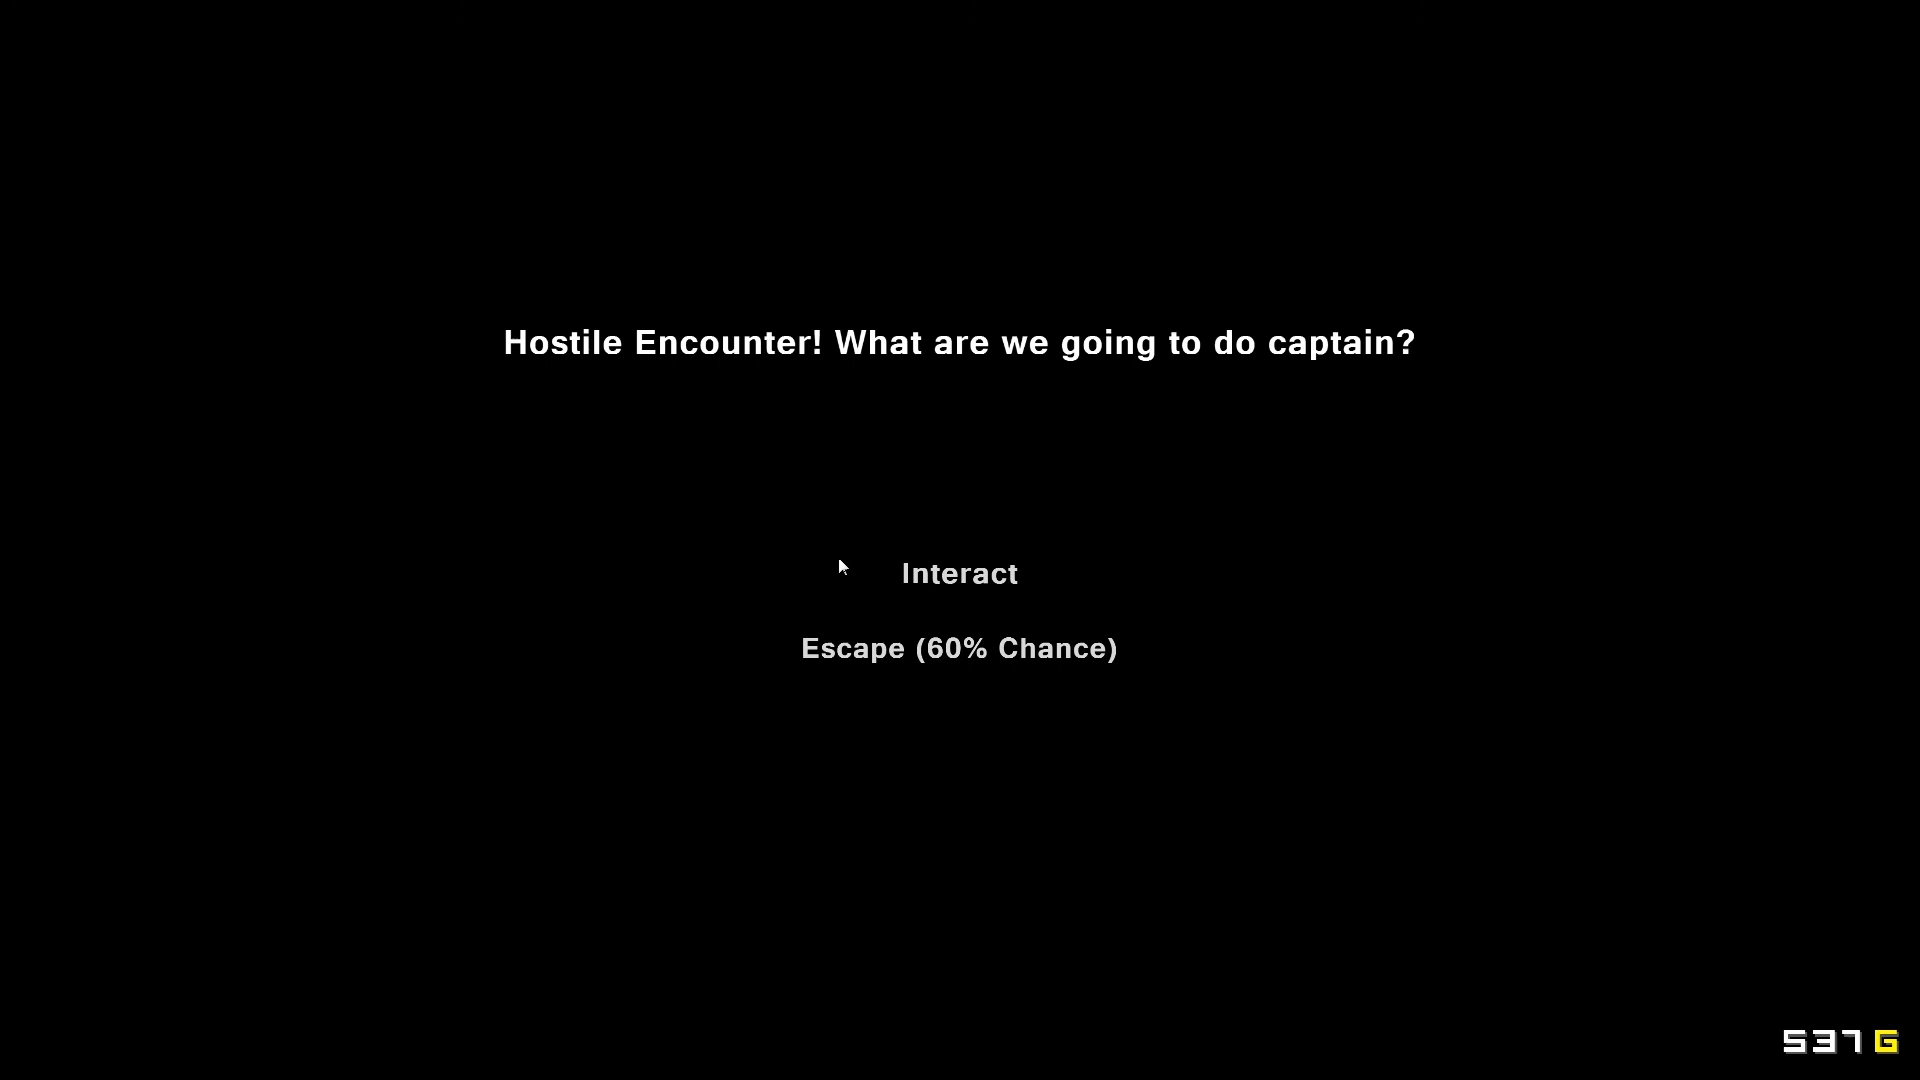 Hostile Encounter! What are we going to do captain?
Interact
Escape (60% Chance)
537 G